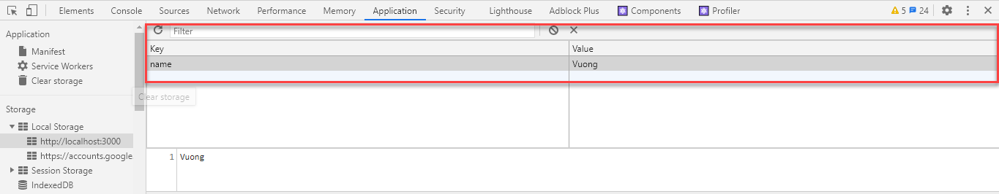 Elements Console Sources Network Performance Memory Application Security Lighthouse Adblock Plus Components Profiler 5 24
Application
Manifest
Service Workers
Clear storage
Clear storage
Storage
Local Storage
http://localhost:3000
https://accounts.google.
Session Storage
IndexedDB
Filter
Key Value
name Vuong
1 Vuong